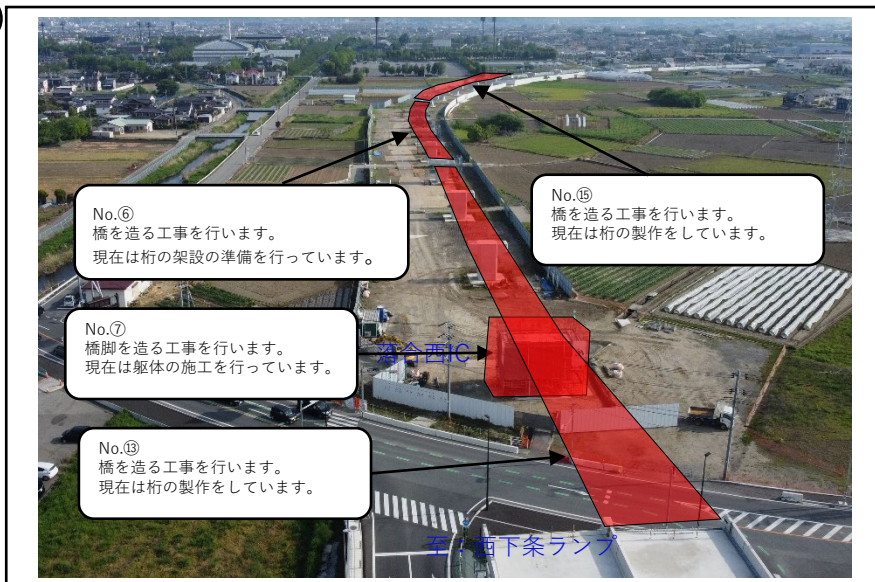 No.⑥
橋を造る工事を行います。
現在は桁の架設の準備を行っています。
No.⑮
橋を造る工事を行います。
現在は桁の製作をしています。
No.⑦
橋脚を造る工事を行います。
現在は躯体の施工を行っています。
落合西IC
No.⑬
橋を造る工事を行います。
現在は桁の製作をしています。
至：西下条ランプ